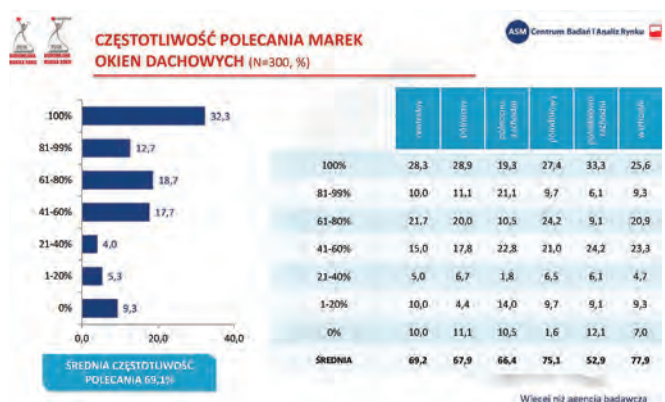 ASM Centrum Badań i Analiz Rynku
CZĘSTOTLIWOŚĆ POLECANIA MAREK
OKIEN DACHOWYCH (N=300, %)
100% 32,3
81-99% 12,7
61-80% 18,7
41-60% 17,7
21-40% 4,0
1-20% 5,3
0% 9,3
0,0 20,0 40,0
ŚREDNIA CZĘSTOTLIWOŚĆ
POLECANIA 69,1%
centralny północny północno zachodni południowy południowo zachodni wschodni
100% 28,3 28,9 19,3 27,4 33,3 25,6
81-99% 10,0 11,1 21,1 9,7 6,1 9,3
61-80% 21,7 20,0 10,5 24,2 9,1 20,9
41-60% 15,0 17,8 22,8 21,0 24,2 23,3
21-40% 5,0 6,7 1,8 6,5 6,1 4,7
1-20% 10,0 4,4 14,0 9,7 9,1 9,3
0% 10,0 11,1 10,5 1,6 12,1 7,0
ŚREDNIA 69,2 67,9 66,4 75,1 52,9 77,9
Więcej niż agencja badawcza